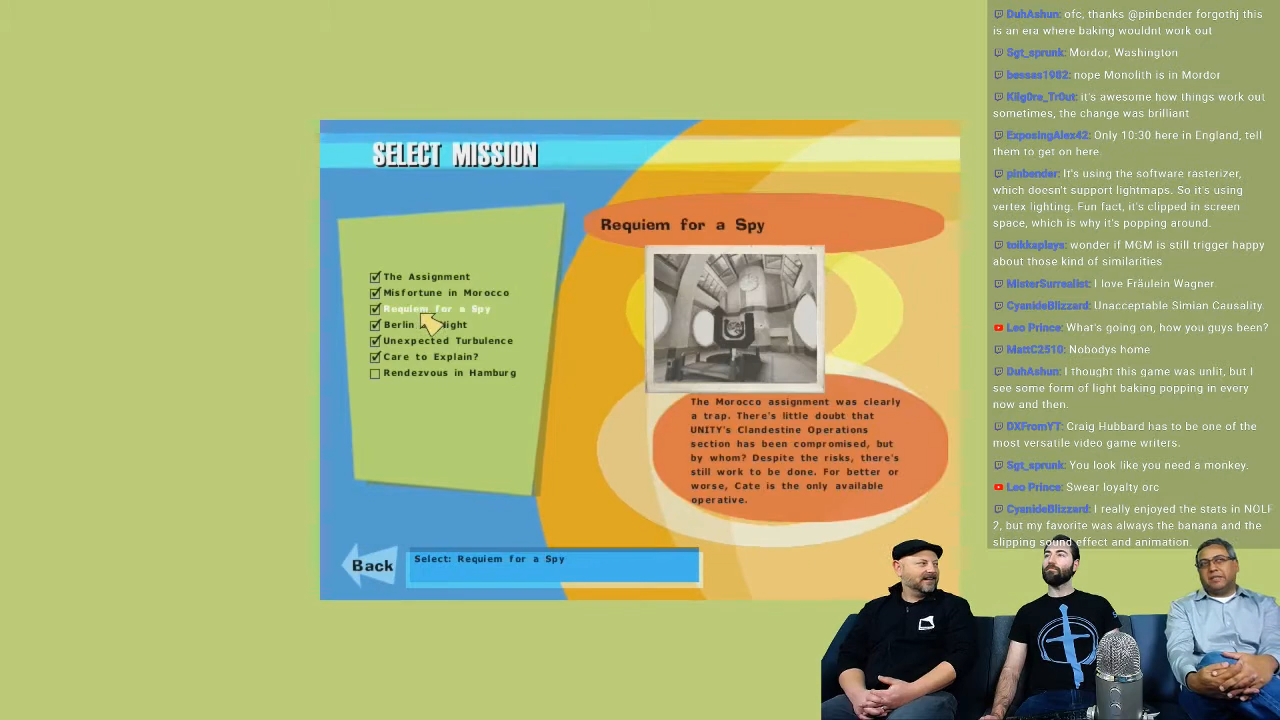 SELECT MISSION
The Assignment
Misfortune in Morocco
Requiem for a Spy
Berlin ight
Unexpected Turbulence
Care to Explain?
Rendezvous in Hamburg
Back
Select: Requiem for a Spy
Requiem for a Spy
The Morocco assignment was clearly
a trap. There's little doubt that
UNITY's Clandestine Operations
section has been compromised, but
by whom? Despite the risks, there's
still work to be done. For better or
worse, Cate is the only available
operative.
DuhAshun: ofc, thanks @pinbender forgothj this
is an era where baking wouldnt work out
Sgt_sprunk: Mordor, Washington
bessas1982: nope Monolith is in Mordor
Kilg0re_Tr0ut: it's awesome how things work out
sometimes, the change was brilliant
ExposingAlex42: Only 10:30 here in England, tell
them to get on here.
pinbender: It's using the software rasterizer,
which doesn't support lightmaps. So it's using
vertex lighting. Fun fact, it's clipped in screen
space, which is why it's popping around.
toikkaplays: wonder if MGM is still trigger happy
about those kind of similarities
MisterSurrealist: I love Fräulein Wagner.
CyanideBlizzard: Unacceptable Simian Causality.
Leo Prince: What's going on, how you guys been?
MattC2510: Nobodys home
DuhAshun: I thought this game was unlit, but I
see some form of light baking popping in every
now and then.
DXFromYT: Craig Hubbard has to be one of the
most versatile video game writers.
Sgt_sprunk: You look like you need a monkey.
Leo Prince: Swear loyalty orc
CyanideBlizzard: I really enjoyed the stats in NOLF
2, but my favorite was always the banana and the
slipping sound effect and animation.